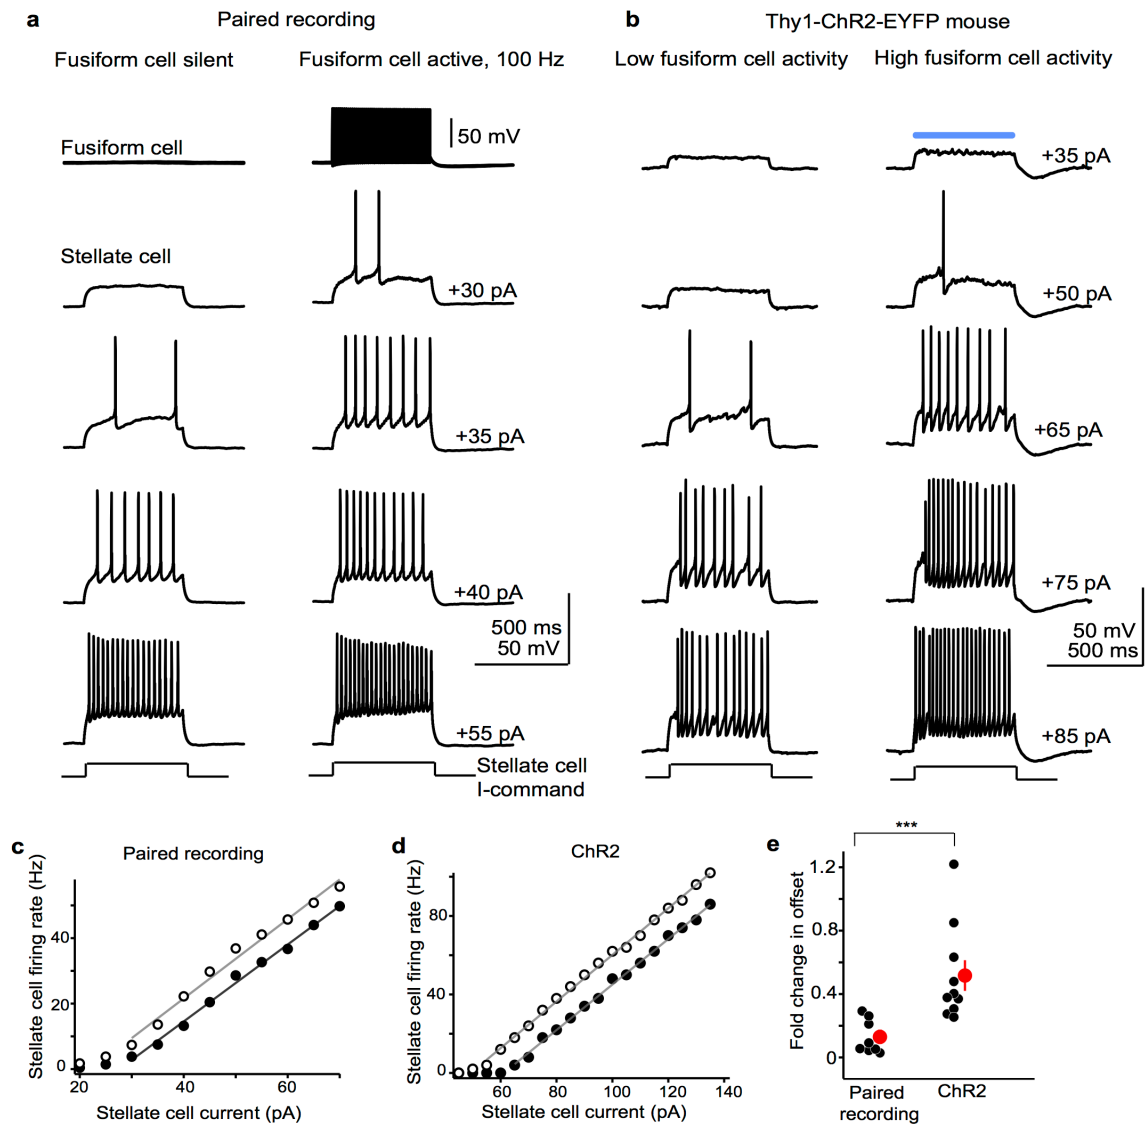 a
Paired recording
Fusiform cell silent
Fusiform cell active, 100 Hz
Fusiform cell
50 mV
Stellate cell
+30 pA
+35 pA
+40 pA
500 ms
50 mV
+55 pA
Stellate cell
I-command
b
Thy1-ChR2-EYFP mouse
Low fusiform cell activity
High fusiform cell activity
+35 pA
+50 pA
+65 pA
+75 pA
50 mV
500 ms
+85 pA
c
Paired recording
Stellate cell firing rate (Hz)
40
20
0
20
40
60
Stellate cell current (pA)
d
ChR2
Stellate cell firing rate (Hz)
80
40
0
60
80
100
120
140
Stellate cell current (pA)
e
***
Fold change in offset
1.2
0.8
0.4
0
Paired
recording
ChR2